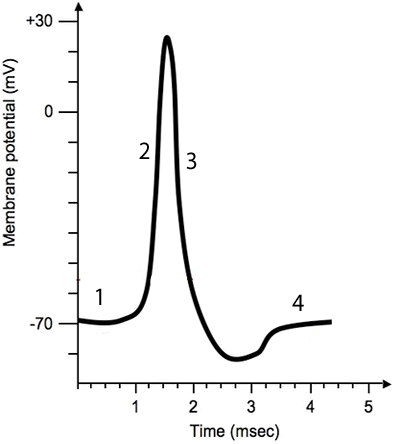 +30
0
-70
Membrane potential (mV)
1
2
3
4
1 2 3 4 5
Time (msec)